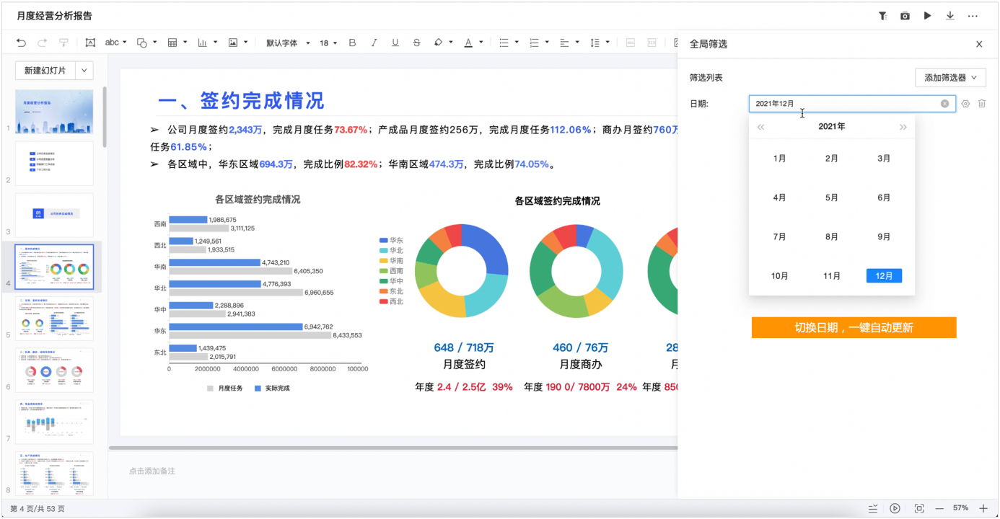 月度经营分析报告
abc
默认字体
18
B
I
U
S
A
全局筛选
新建幻灯片
筛选列表
添加筛选器
日期:
2021年12月
2021年
1月 2月 3月
4月 5月 6月
7月 8月 9月
10月 11月 12月
切换日期，一键自动更新
月度经营分析报告
1
2
3
01
4
5
6
7
8
一、签约完成情况
➢ 公司月度签约2,343万，完成月度任务73.67%；产成品月度签约256万，完成月度任务112.06%；商办月签约760万
任务61.85%；
➢ 各区域中，华东区域694.3万，完成比例82.32%；华南区域474.3万，完成比例74.05%。
各区域签约完成情况
西南 1,986,675
3,111,125
西北 1,249,561
1,933,515
华南 4,743,210
6,405,350
华北 4,776,393
6,960,655
华中 2,288,896
2,941,383
华东 6,942,762
8,433,553
东北 1,439,475
2,015,791
0 2000000 4000000 6000000 8000000 100000
月度任务 实际完成
各区域签约完成情况
华东
华北
华南
西南
华中
东北
西北
648 / 718万
月度签约
年度 2.4 / 2.5亿 39%
460 / 76万
月度商办
年度 190 0/ 7800万 24%
28
年度 850
点击添加备注
第 4 页/共 53 页
57%